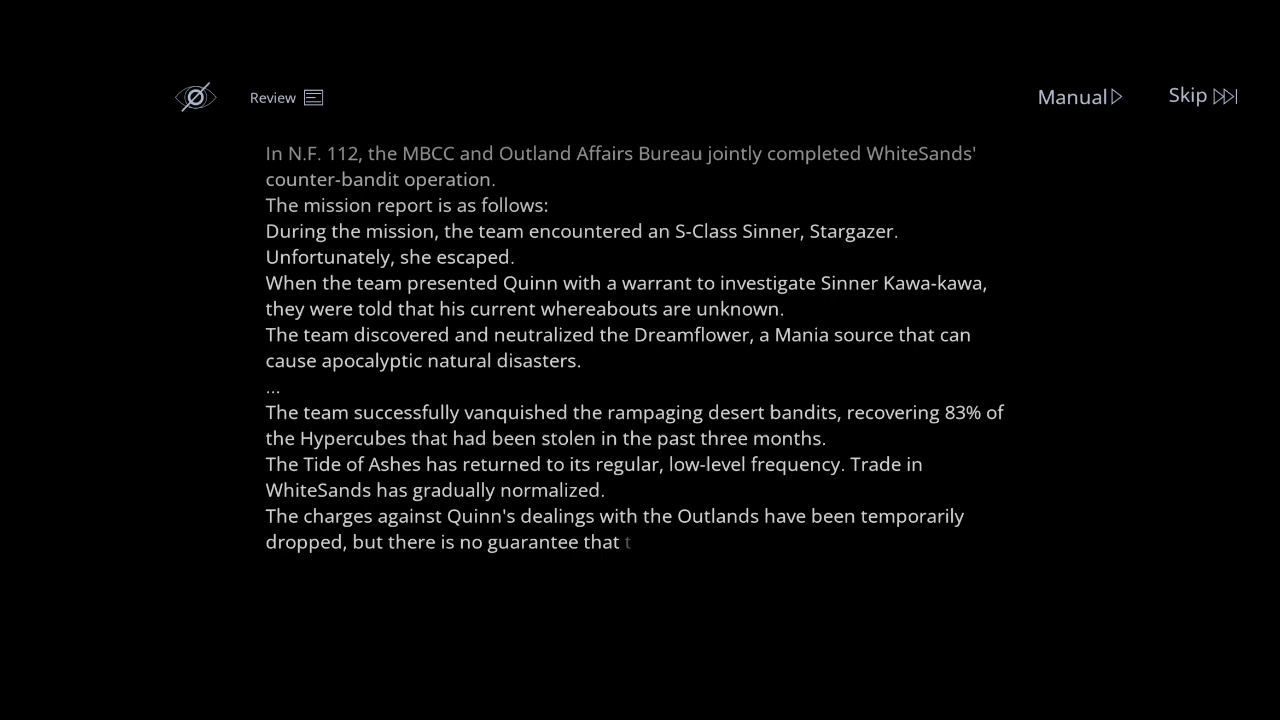 Review
Manual
Skip
In N.F. 112, the MBCC and Outland Affairs Bureau jointly completed WhiteSands'
counter-bandit operation.
The mission report is as follows:
During the mission, the team encountered an S-Class Sinner, Stargazer.
Unfortunately, she escaped.
When the team presented Quinn with a warrant to investigate Sinner Kawa-kawa,
they were told that his current whereabouts are unknown.
The team discovered and neutralized the Dreamflower, a Mania source that can
cause apocalyptic natural disasters.
...
The team successfully vanquished the rampaging desert bandits, recovering 83% of
the Hypercubes that had been stolen in the past three months.
The Tide of Ashes has returned to its regular, low-level frequency. Trade in
WhiteSands has gradually normalized.
The charges against Quinn's dealings with the Outlands have been temporarily
dropped, but there is no guarantee that t